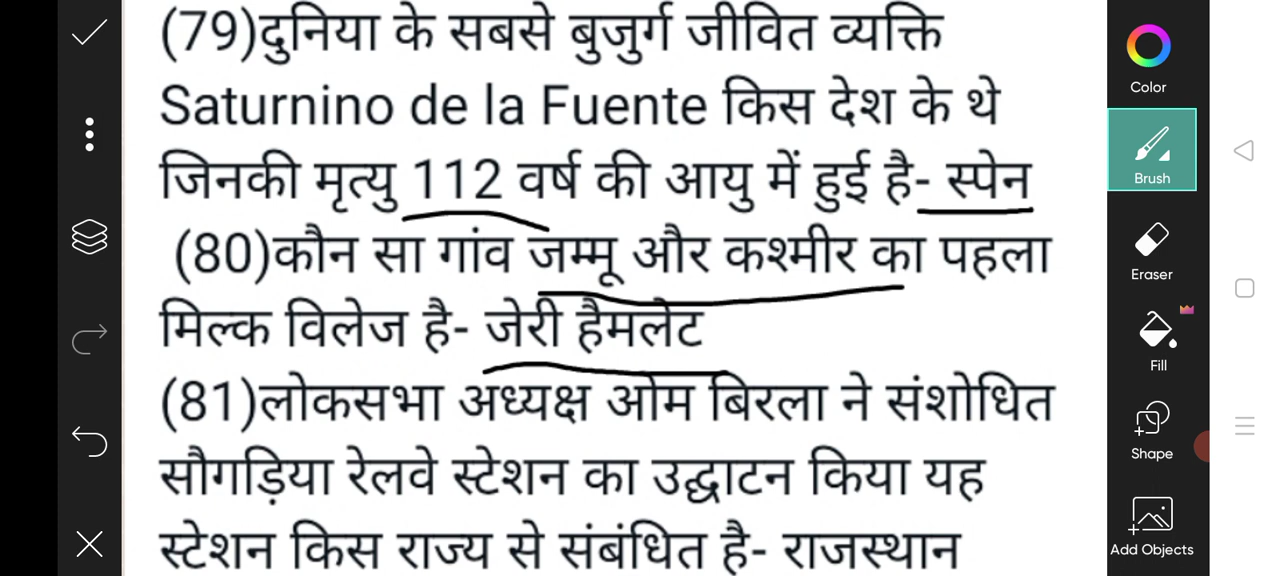 (79)दुनिया के सबसे बुजुर्ग जीवित व्यक्ति
Saturnino de la Fuente किस देश के थे
जिनकी मृत्यु 112 वर्ष की आयु में हुई है- स्पेन
(80)कौन सा गांव जम्मू और कश्मीर का पहला
मिल्क विलेज है- जेरी हैमलेट
(81)लोकसभा अध्यक्ष ओम बिरला ने संशोधित
सौगड़िया रेलवे स्टेशन का उद्घाटन किया यह
स्टेशन किस राज्य से संबंधित है- राजस्थान
Color
Brush
Eraser
Fill
Shape
Add Objects